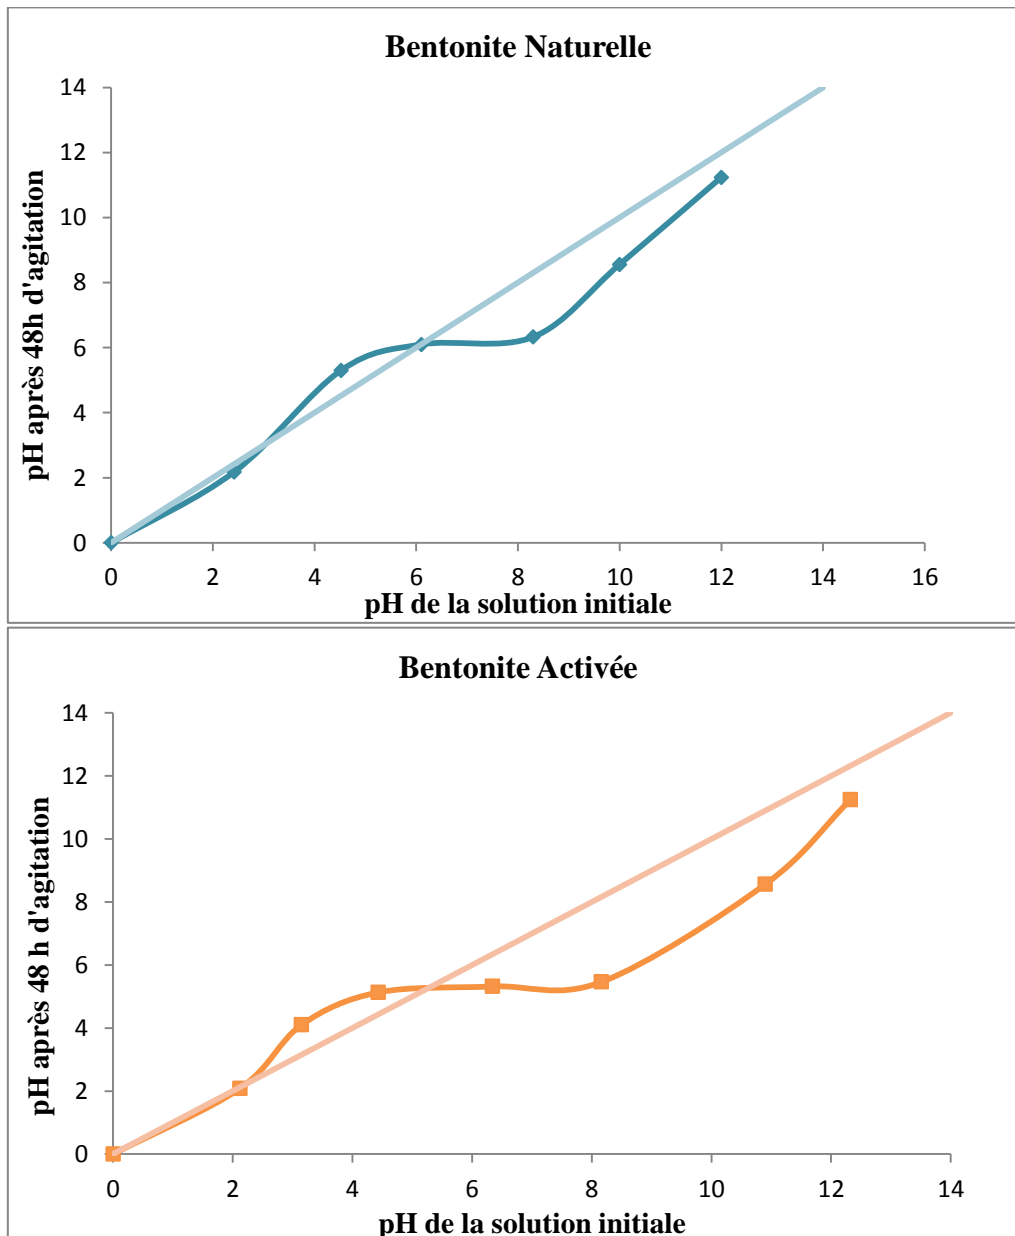 Bentonite Naturelle
14
12
10
8
6
4
2
0
pH après 48h d'agitation
0 2 4 6 8 10 12 14 16
pH de la solution initiale
Bentonite Activée
14
12
10
8
6
4
2
0
pH après 48 h d'agitation
0 2 4 6 8 10 12 14
pH de la solution initiale